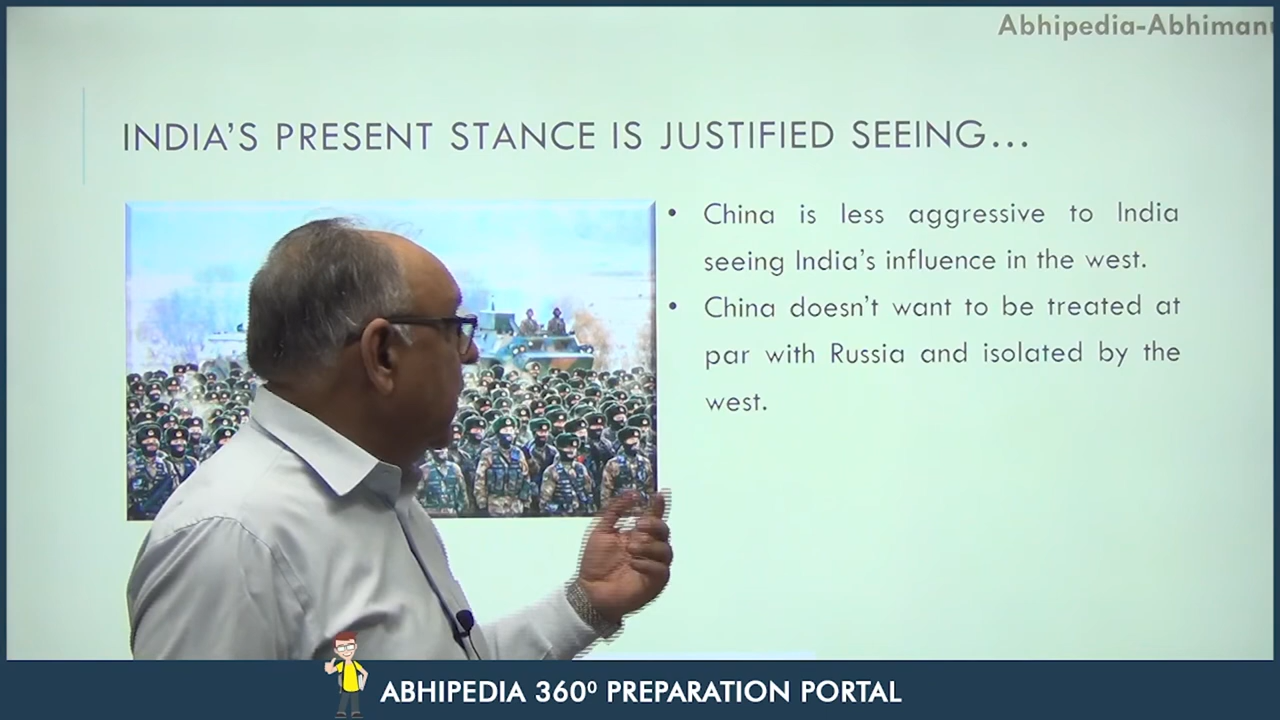 Abhipedia-Abhimanu
INDIA'S PRESENT STANCE IS JUSTIFIED SEEING...
• China is less aggressive to India
seeing India's influence in the west.
• China doesn't want to be treated at
par with Russia and isolated by the
west.
ABHIPEDIA 360⁰ PREPARATION PORTAL